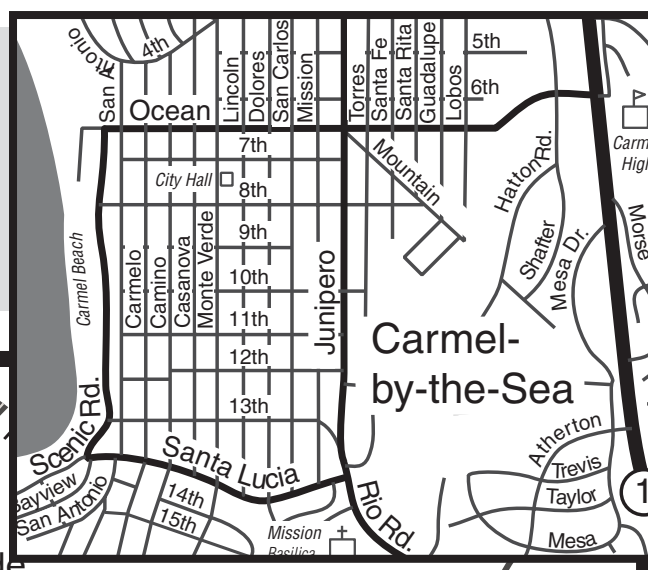 4th
San Antonio
Ocean
Lincoln
Dolores
San Carlos
Mission
Torres
Santa Fe
Santa Rita
Guadalupe
Lobos
5th
6th
7th
City Hall
8th
Mountain
Hatton Rd.
Shafter
Mesa Dr.
Morse
Carm
High
Carmel Beach
Carmelo
Camino
Casanova
Monte Verde
9th
10th
11th
12th
13th
Junipero
Carmel-
by-the-Sea
Scenic Rd.
Santa Lucia
Bayview
San Antonio
14th
15th
Mission
Basilica
Rio Rd.
Atherton
Trevis
Taylor
Mesa
1